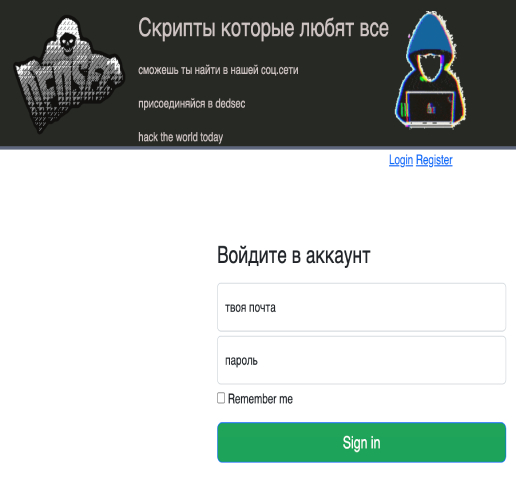 Скрипты которые любят все
сможешь ты найти в нашей соц.сети
присоединяйся в dedsec
hack the world today
Login Register
Войдите в аккаунт
твоя почта
пароль
Remember me
Sign in